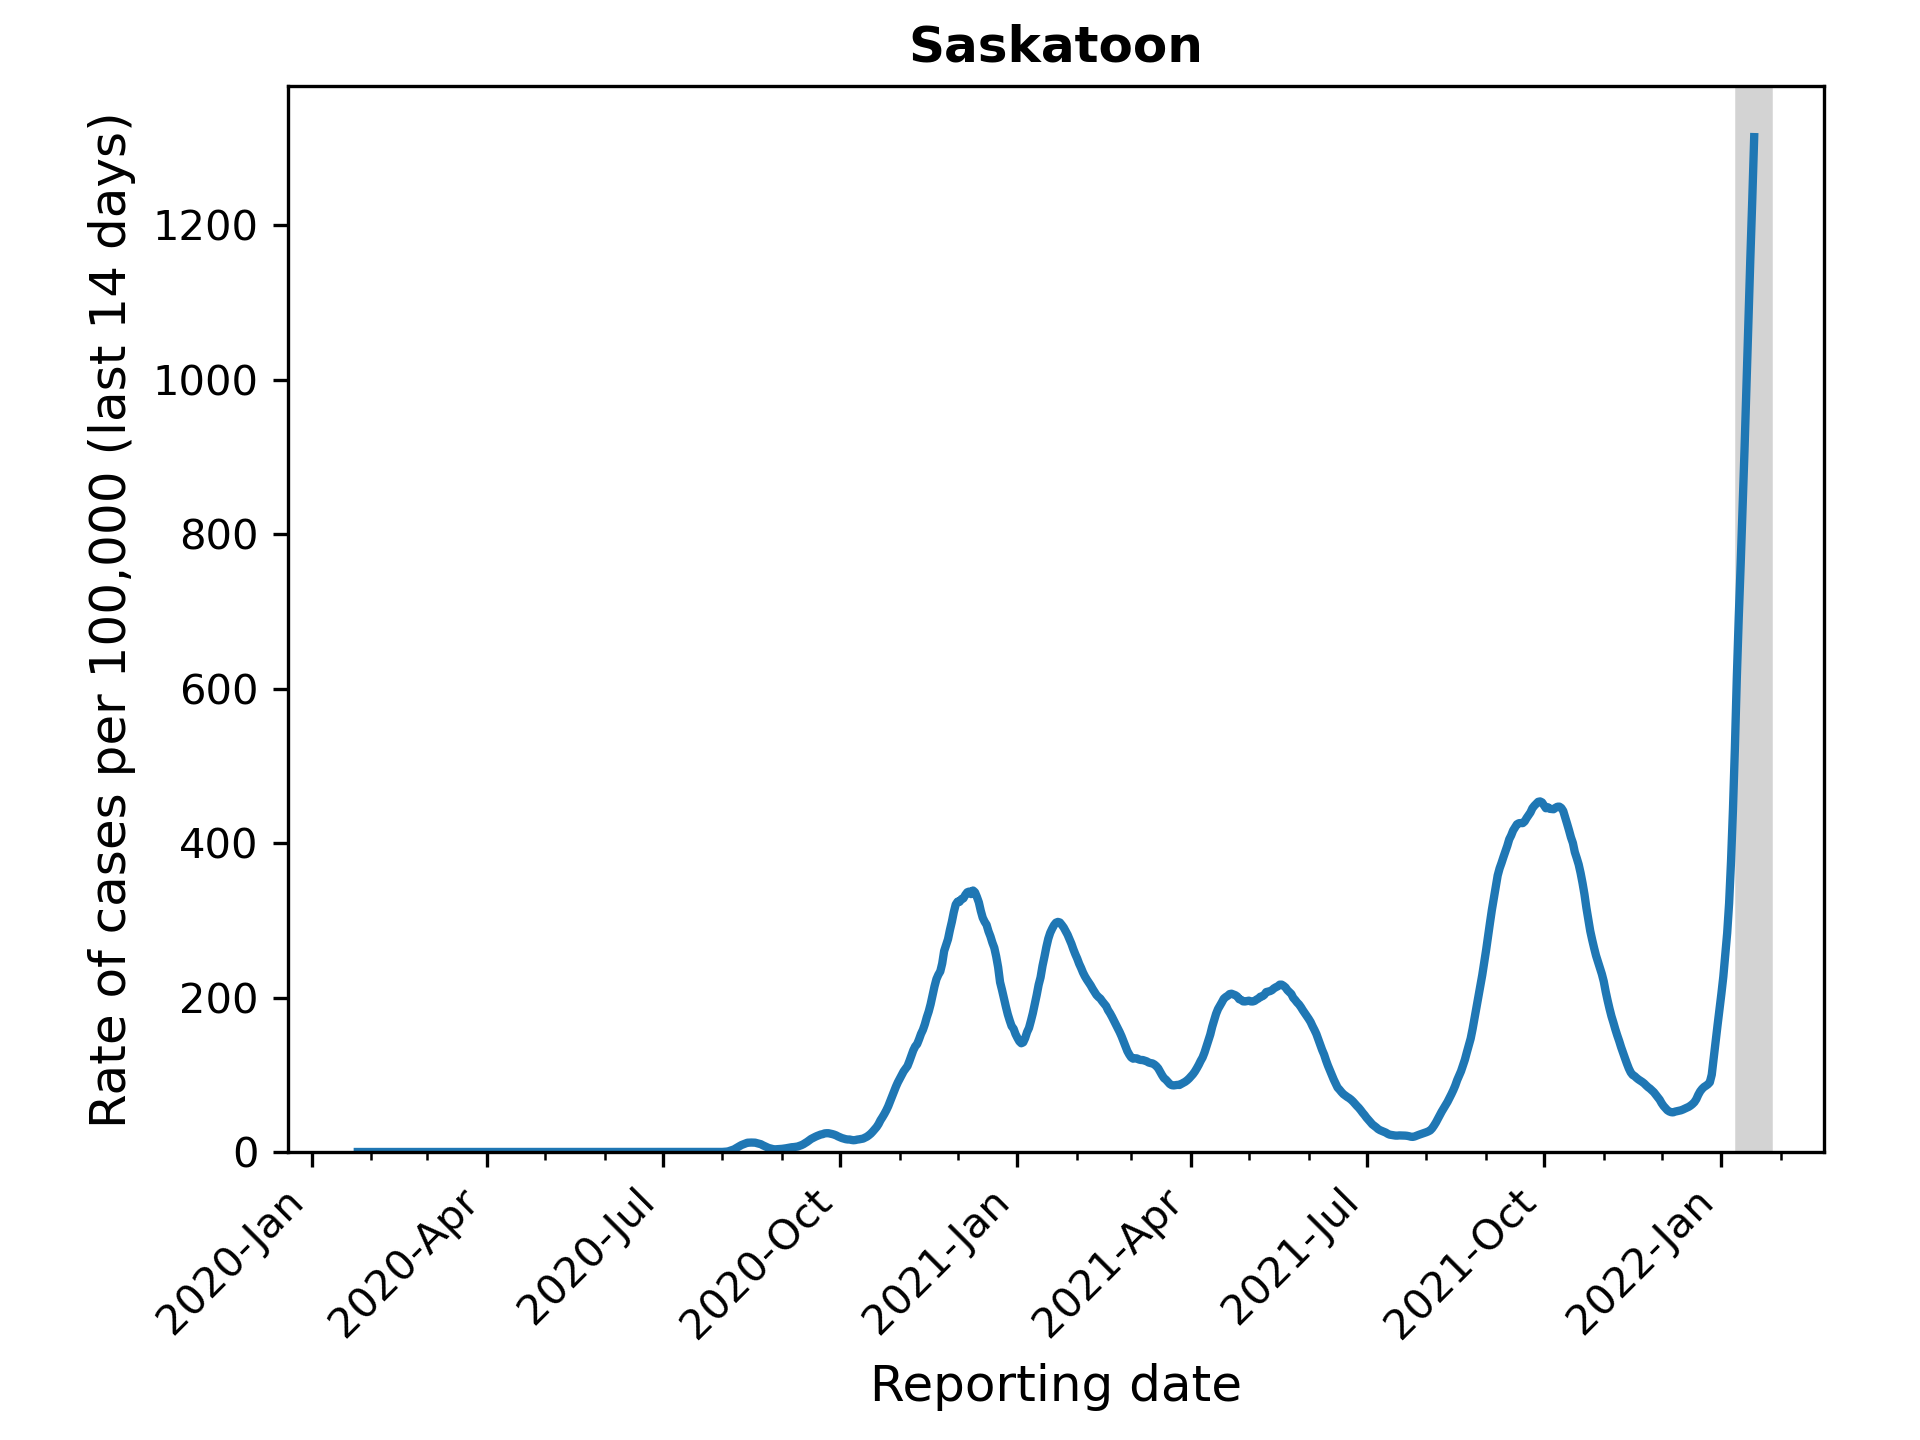 Saskatoon
Rate of cases per 100,000 (last 14 days)
1200
1000
800
600
400
200
0
2020-Jan
2020-Apr
2020-Jul
2020-Oct
2021-Jan
2021-Apr
2021-Jul
2021-Oct
2022-Jan
Reporting date